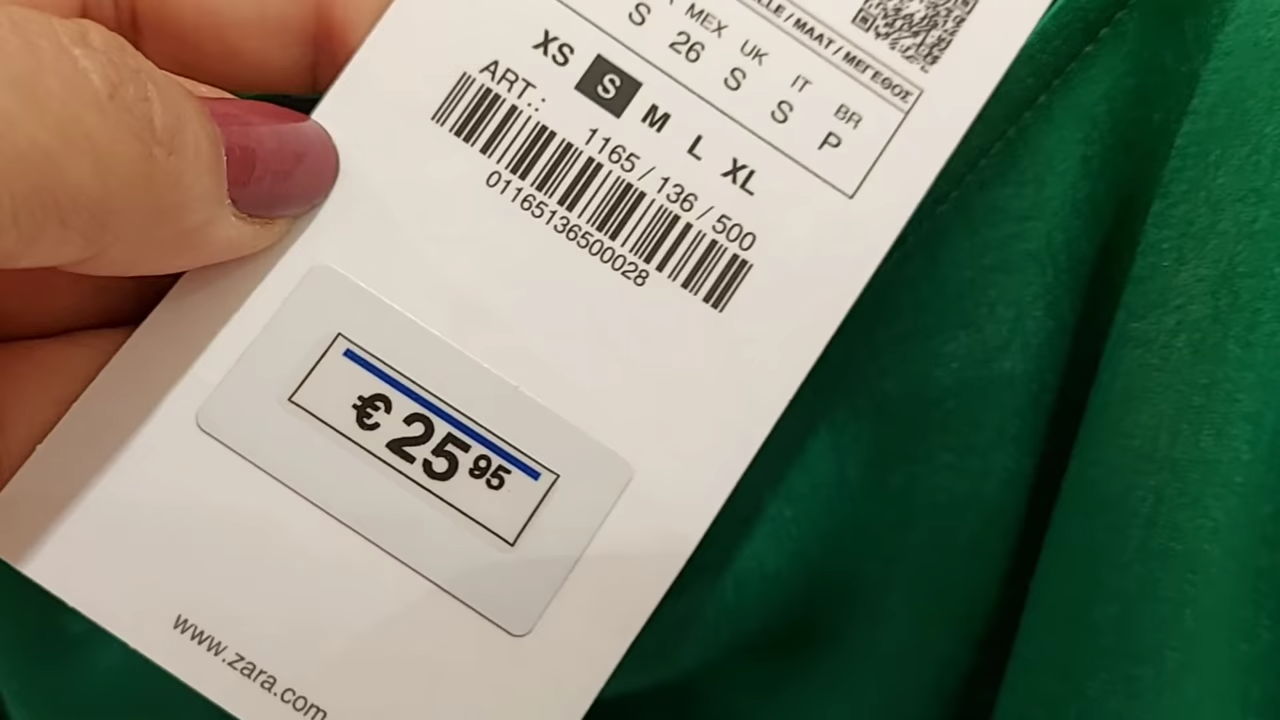 MAAT / ΜΕΓΕΘΟΣ
MEX UK IT BR
S 26 S S P
XS S M L XL
ART.: 1165 / 136 / 500
01165136500028
€ 25 95
www.zara.com